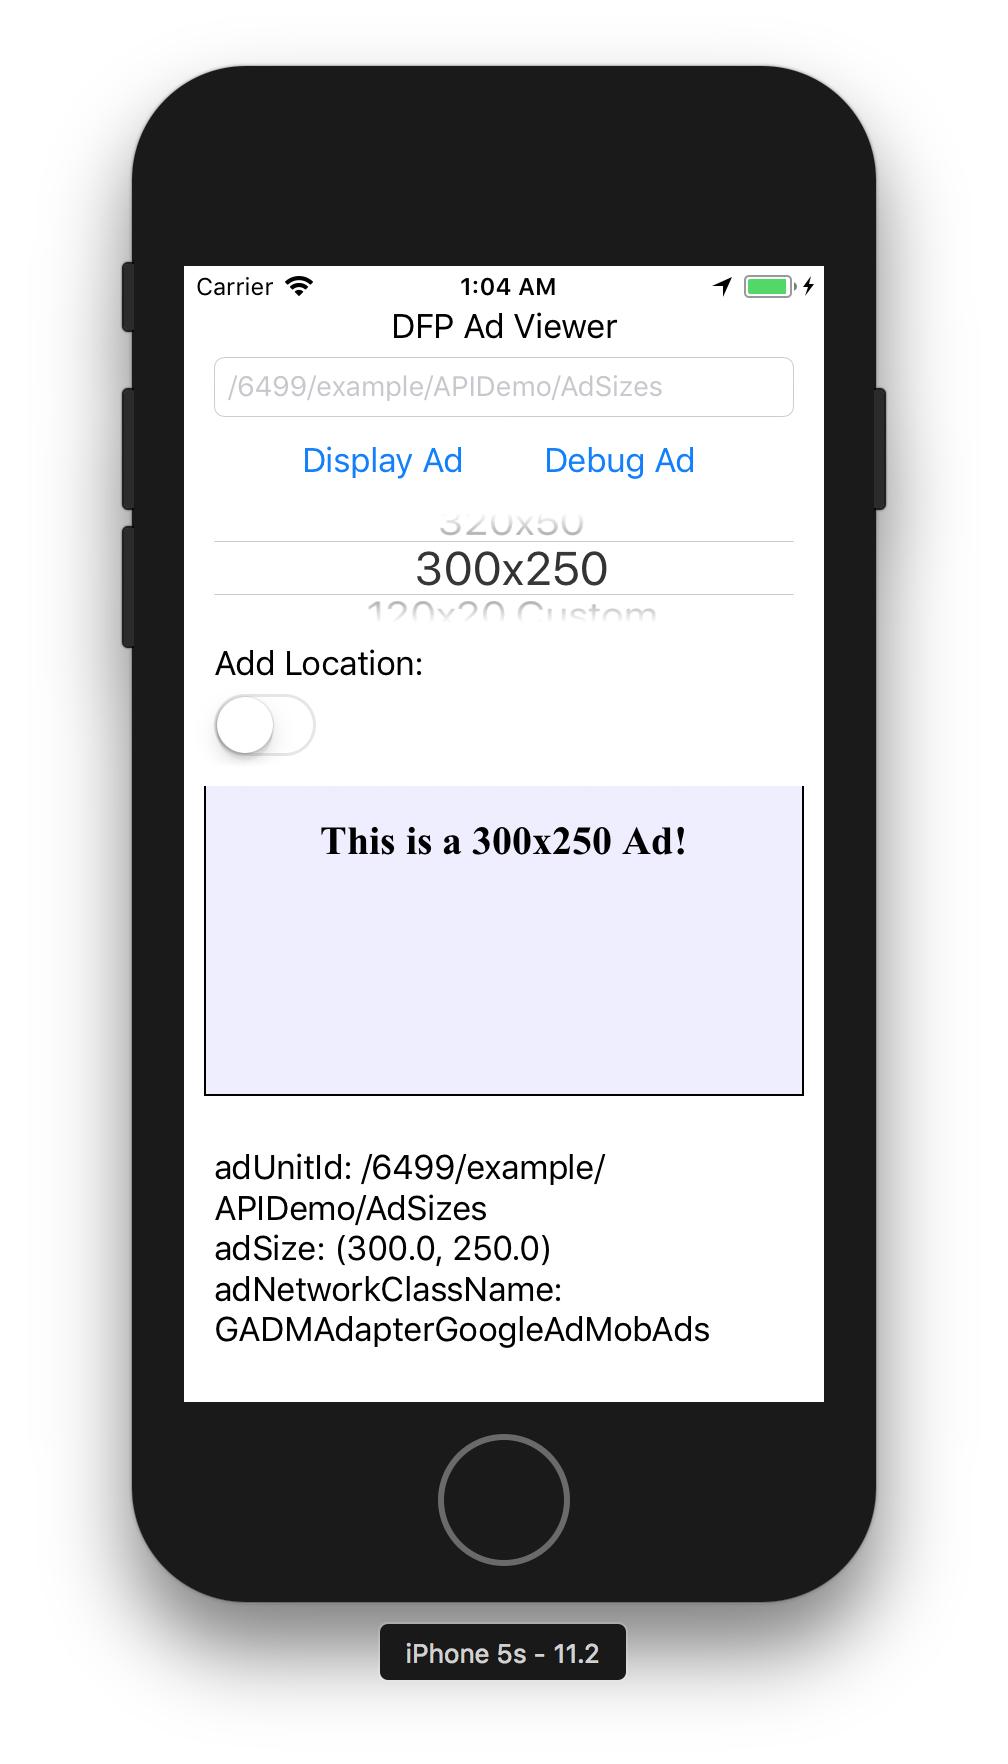 Carrier 1:04 AM
DFP Ad Viewer
/6499/example/APIDemo/AdSizes
Display Ad Debug Ad
320x50
300x250
120x20 Custom
Add Location:
This is a 300x250 Ad!
adUnitId: /6499/example/
APIDemo/AdSizes
adSize: (300.0, 250.0)
adNetworkClassName:
GADMAdapterGoogleAdMobAds
iPhone 5s - 11.2